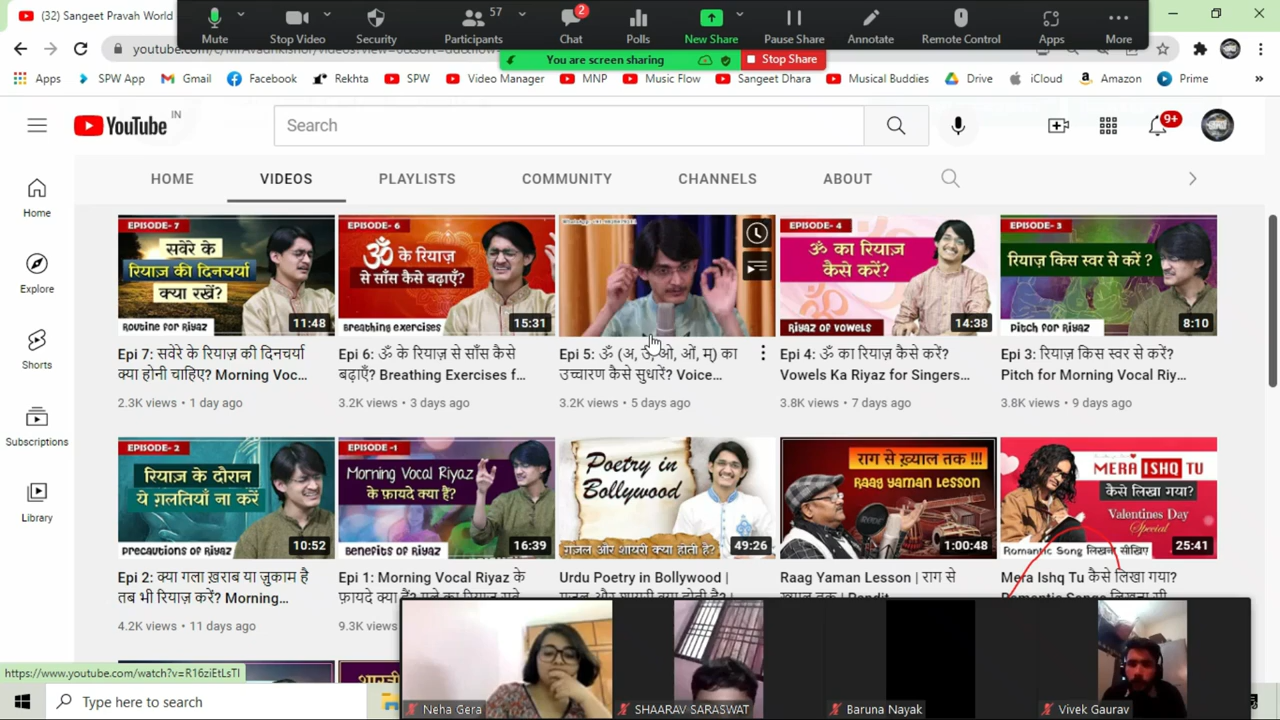 (32) Sangeet Pravah World
Mute
Stop Video
Security
57
Participants
2
Chat
Polls
New Share
Pause Share
Annotate
Remote Control
Apps
More
You are screen sharing
Stop Share
Apps
SPW App
Gmail
Facebook
Rekhta
SPW
Video Manager
MNP
Music Flow
Sangeet Dhara
Musical Buddies
Drive
iCloud
Amazon
Prime
YouTube IN
Search
9+
HOME
VIDEOS
PLAYLISTS
COMMUNITY
CHANNELS
ABOUT
Home
Explore
Shorts
Subscriptions
Library
EPISODE- 7
सवेरे के
रियाज़ की दिनचर्या
क्या रखें?
Routine for Riyaz
11:48
Epi 7: सवेरे के रियाज़ की दिनचर्या
क्या होनी चाहिए? Morning Voc...
2.3K views • 1 day ago
EPISODE- 6
ॐ के रियाज़
से साँस कैसे बढ़ाएँ?
Breathing exercises
15:31
Epi 6: ॐ के रियाज़ से साँस कैसे
बढ़ाएँ? Breathing Exercises f...
3.2K views • 3 days ago
Epi 5: ॐ (अ, उ, ओ, ओं, म्) का
उच्चारण कैसे सुधारें? Voice...
3.2K views • 5 days ago
EPISODE- 4
ॐ का रियाज़
कैसे करें?
Riyaz of Vowels
14:38
Epi 4: ॐ का रियाज़ कैसे करें?
Vowels Ka Riyaz for Singers...
3.8K views • 7 days ago
EPISODE- 3
रियाज़ किस स्वर से करें ?
Pitch for Riyaz
8:10
Epi 3: रियाज़ किस स्वर से करें?
Pitch for Morning Vocal Riy...
3.8K views • 9 days ago
EPISODE- 2
रियाज़ के दौरान
ये ग़लतियाँ ना करें
Precautions of Riyaz
10:52
Epi 2: क्या गला ख़राब या ज़ुकाम है
तब भी रियाज़ करें? Morning...
4.2K views • 11 days ago
EPISODE -1
Morning Vocal Riyaz
के फ़ायदे क्या हैं?
Benefits of Riyaz
16:39
Epi 1: Morning Vocal Riyaz के
फ़ायदे क्या हैं?
9.3K views
Poetry in
Bollywood
ग़ज़ल और शायरी क्या होती है?
49:26
Urdu Poetry in Bollywood |
राग से ख़्याल तक !!!
RAAG YAMAN LESSON
1:00:48
Raag Yaman Lesson | राग से
ख़्याल तक | Pandit
MERA ISHQ TU
कैसे लिखा गया?
Valentines Day
Special
Romantic Song लिखना सीखिए
25:41
Mera Ishq Tu कैसे लिखा गया?
https://www.youtube.com/watch?v=R16ziEtLsTI
Type here to search
Neha Gera
SHAARAV SARASWAT
Baruna Nayak
Vivek Gaurav